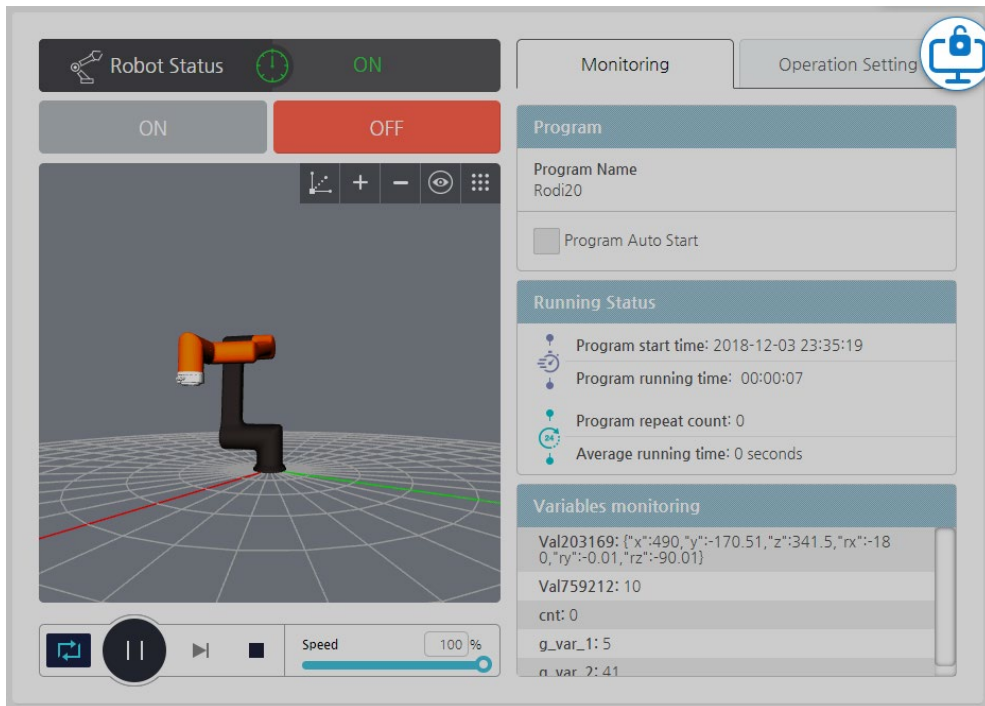 Robot Status
ON
ON
OFF
Speed
100 %
Monitoring
Operation Setting
Program
Program Name
Rodi20
Program Auto Start
Running Status
Program start time: 2018-12-03 23:35:19
Program running time: 00:00:07
24
Program repeat count: 0
Average running time: 0 seconds
Variables monitoring
Val203169: {"x":490,"y":-170.51,"z":341.5,"rx":-18
0,"ry":-0.01,"rz":-90.01}
Val759212: 10
cnt: 0
g_var_1: 5
g_var_2: 41